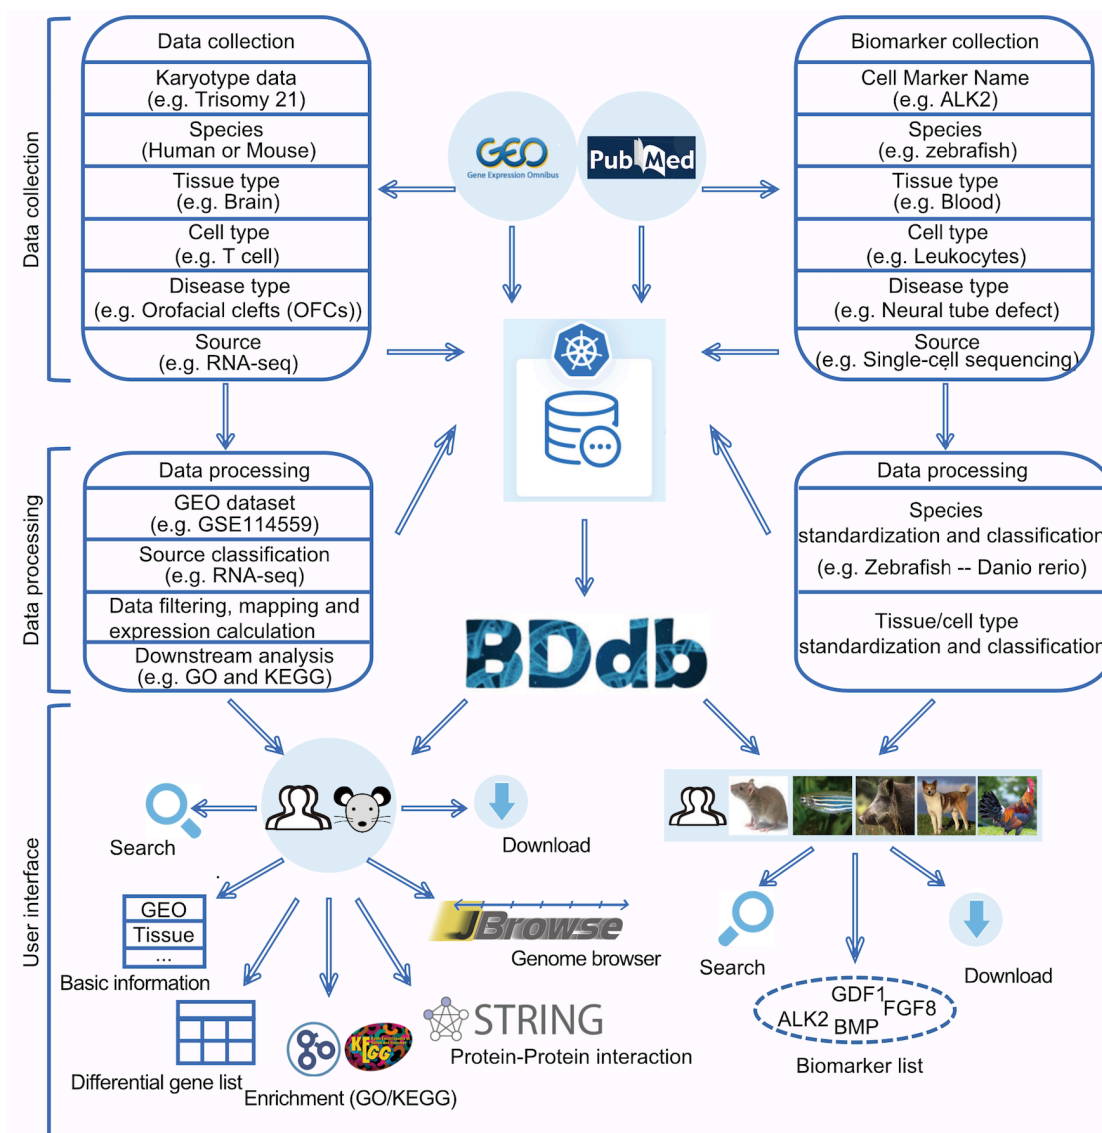 Data collection
Data collection
Karyotype data
(e.g. Trisomy 21)
Species
(Human or Mouse)
Tissue type
(e.g. Brain)
Cell type
(e.g. T cell)
Disease type
(e.g. Orofacial clefts (OFCs))
Source
(e.g. RNA-seq)
GEO
Gene Expression Omnibus
PubMed
Biomarker collection
Cell Marker Name
(e.g. ALK2)
Species
(e.g. zebrafish)
Tissue type
(e.g. Blood)
Cell type
(e.g. Leukocytes)
Disease type
(e.g. Neural tube defect)
Source
(e.g. Single-cell sequencing)
Data processing
Data processing
GEO dataset
(e.g. GSE114559)
Source classification
(e.g. RNA-seq)
Data filtering, mapping and
expression calculation
Downstream analysis
(e.g. GO and KEGG)
BDdb
Data processing
Species
standardization and classification
(e.g. Zebrafish -- Danio rerio)
Tissue/cell type
standardization and classification
User interface
Search
Download
GEO
Tissue
...
Basic information
JBrowse
Genome browser
Differential gene list
KEGG
Enrichment (GO/KEGG)
STRING
Protein-Protein interaction
Search
Download
GDF1
FGF8
ALK2
BMP
Biomarker list